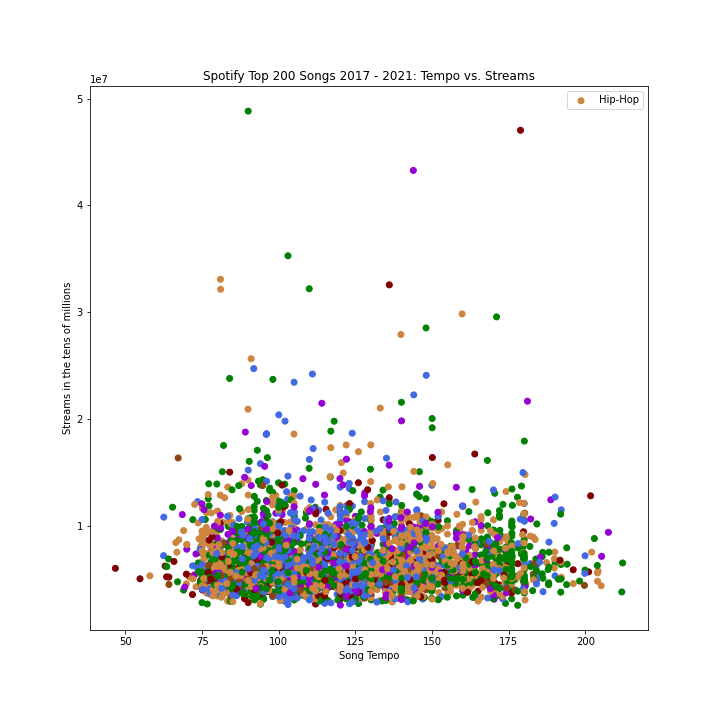 Spotify Top 200 Songs 2017 - 2021: Tempo vs. Streams
1e7
Hip-Hop
5
4
3
2
1
Streams in the tens of millions
50 75 100 125 150 175 200
Song Tempo